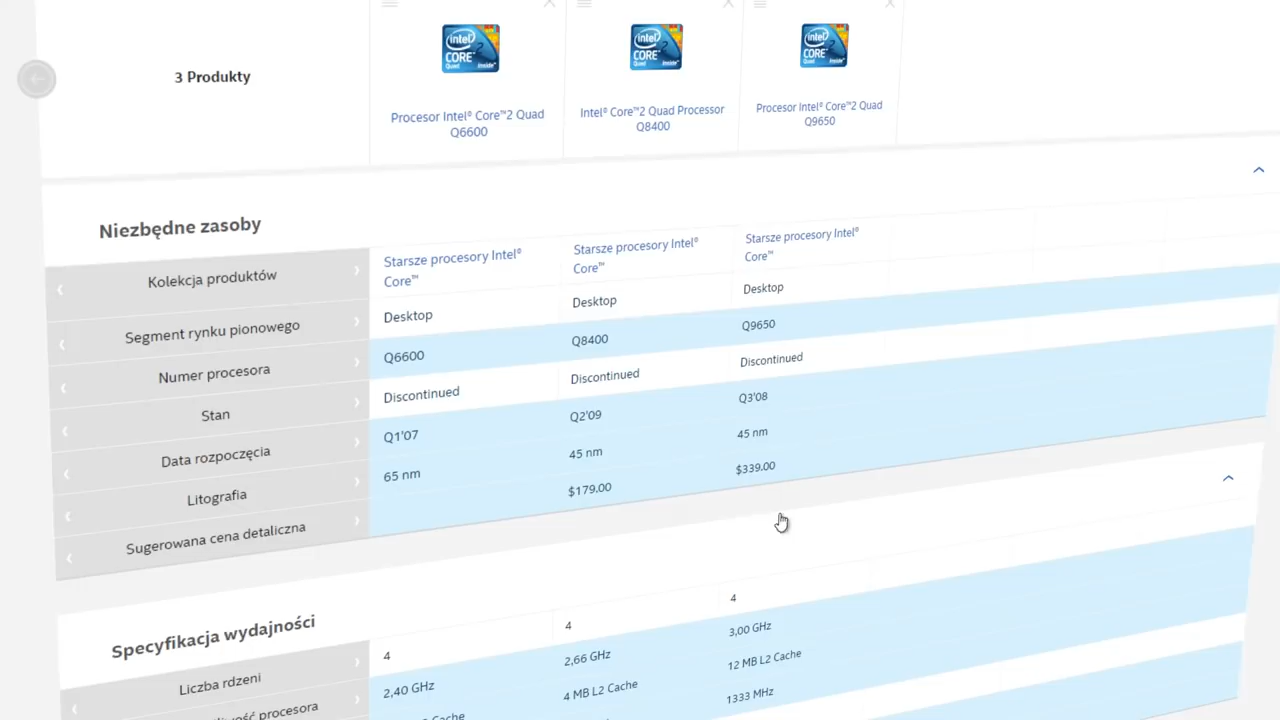 3 Produkty
Procesor Intel® Core™2 Quad
Q6600
Intel® Core™2 Quad Processor
Q8400
Procesor Intel® Core™2 Quad
Q9650
Niezbędne zasoby
Kolekcja produktów
Starsze procesory Intel®
Core™
Starsze procesory Intel®
Core™
Starsze procesory Intel®
Core™
Segment rynku pionowego
Desktop
Desktop
Desktop
Numer procesora
Q6600
Q8400
Q9650
Stan
Discontinued
Discontinued
Discontinued
Data rozpoczęcia
Q1'07
Q2'09
Q3'08
Litografia
65 nm
45 nm
45 nm
Sugerowana cena detaliczna
$179.00
$339.00
Specyfikacja wydajności
Liczba rdzeni
4
4
4
procesora
2,40 GHz
2,66 GHz
3,00 GHz
Cache
4 MB L2 Cache
12 MB L2 Cache
1333 MHz